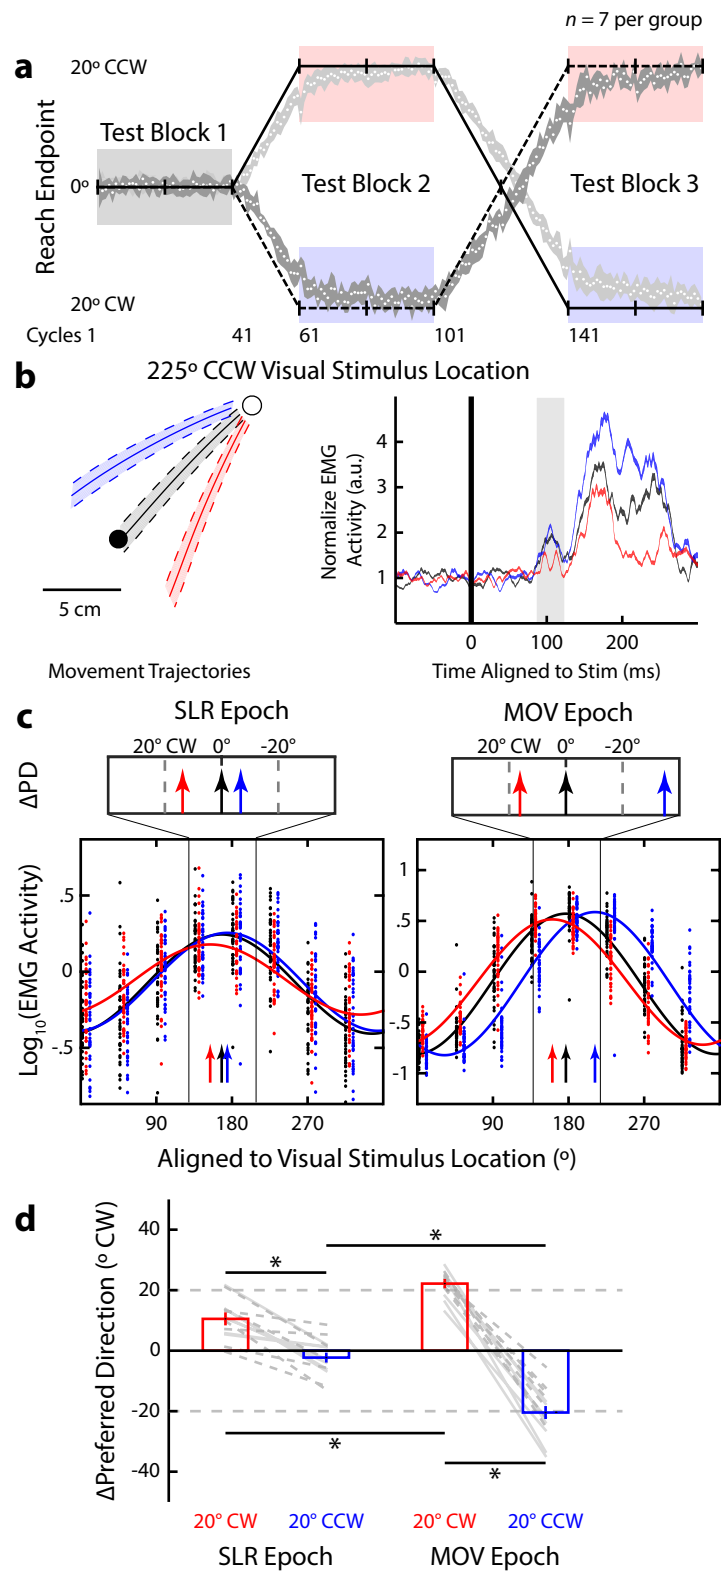 n = 7 per group
a
20º CCW
Test Block 1
Reach Endpoint
0º
Test Block 2
Test Block 3
20º CW
Cycles 1
41
61
101
141
b
225º CCW Visual Stimulus Location
5 cm
Movement Trajectories
Normalize EMG
Activity (a.u.)
4
3
2
1
0
100
200
Time Aligned to Stim (ms)
c
SLR Epoch
MOV Epoch
20° CW
0°
-20°
20° CW
0°
-20°
ΔPD
Log10(EMG Activity)
.5
0
-.5
1
.5
0
-.5
-1
90
180
270
90
180
270
Aligned to Visual Stimulus Location (º)
d
ΔPreferred Direction (º CW)
40
20
0
-20
-40
*
*
*
*
20° CW
20° CCW
20° CW
20° CCW
SLR Epoch
MOV Epoch